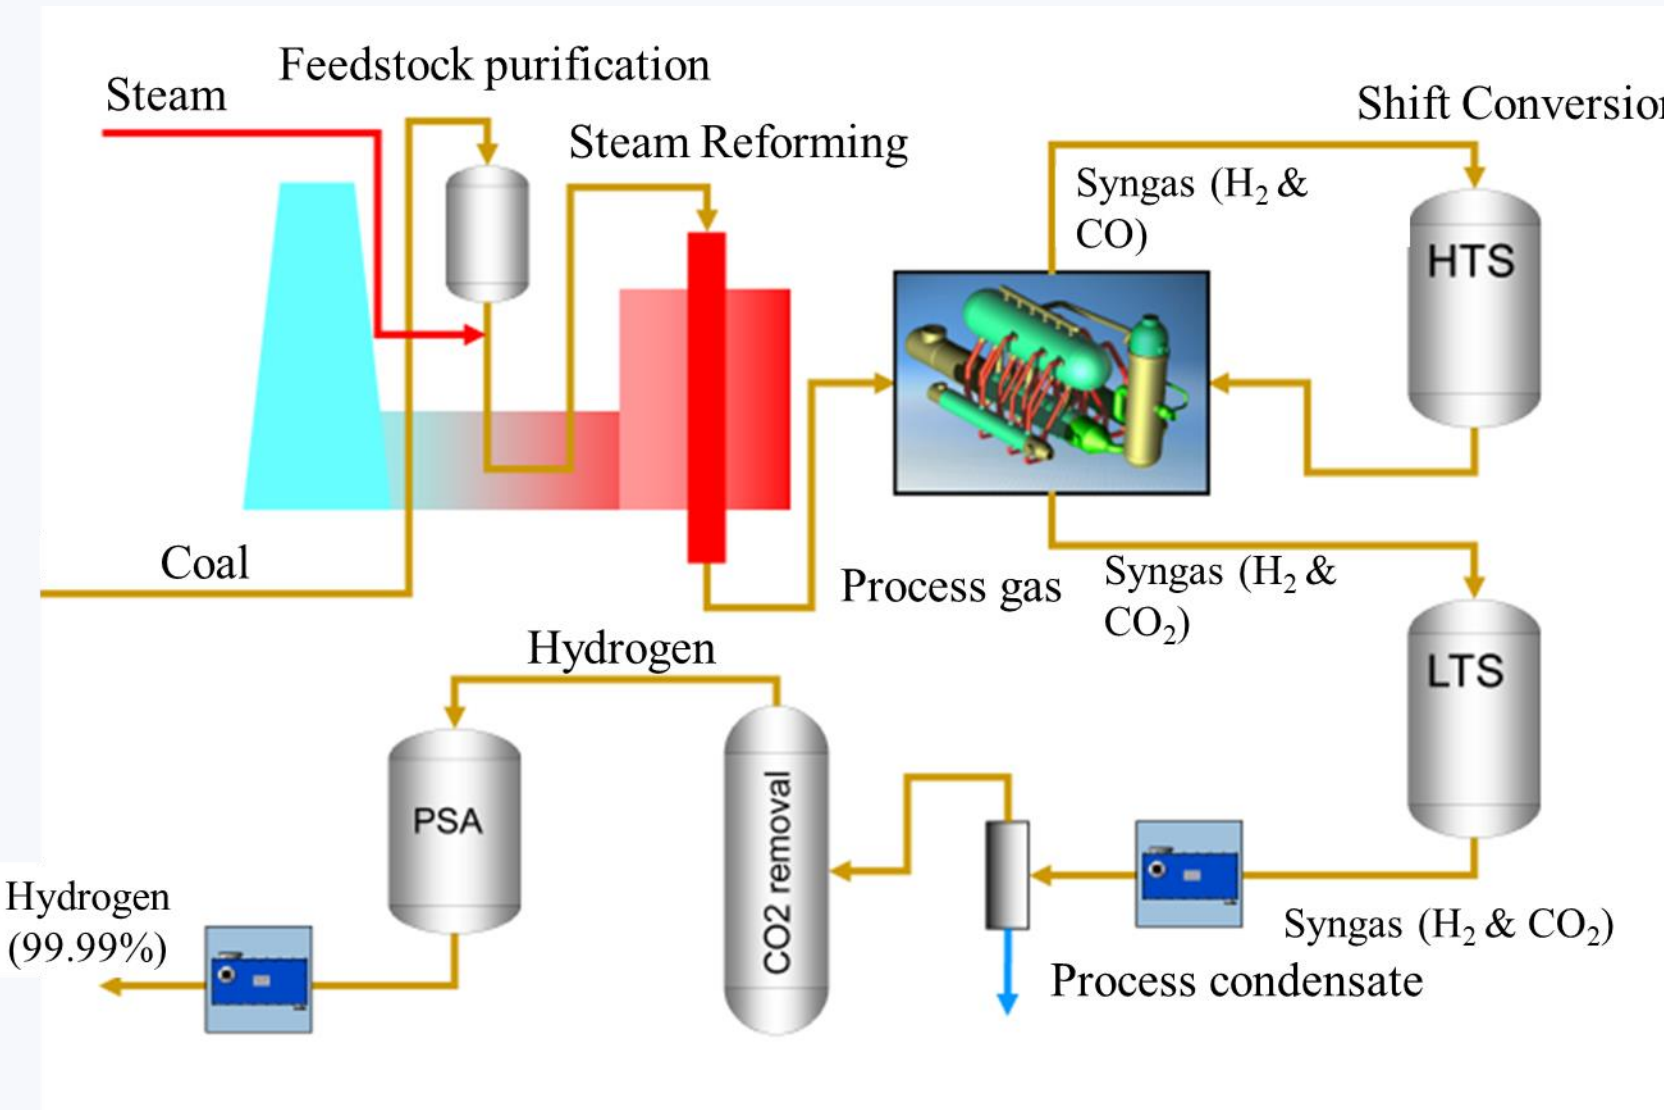 Feedstock purification
Steam
Steam Reforming
Shift Conversion
Syngas (H₂ &
CO)
HTS
Coal
Process gas
Syngas (H₂ &
CO₂)
LTS
Hydrogen
PSA
CO2 removal
Hydrogen
(99.99%)
Syngas (H₂ & CO₂)
Process condensate